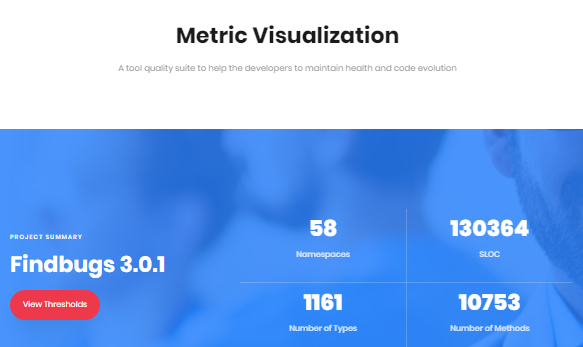 Metric Visualization
A tool quality suite to help the developers to maintain health and code evolution
PROJECT SUMMARY
Findbugs 3.0.1
View Thresholds
58
Namespaces
130364
SLOC
1161
Number of Types
10753
Number of Methods